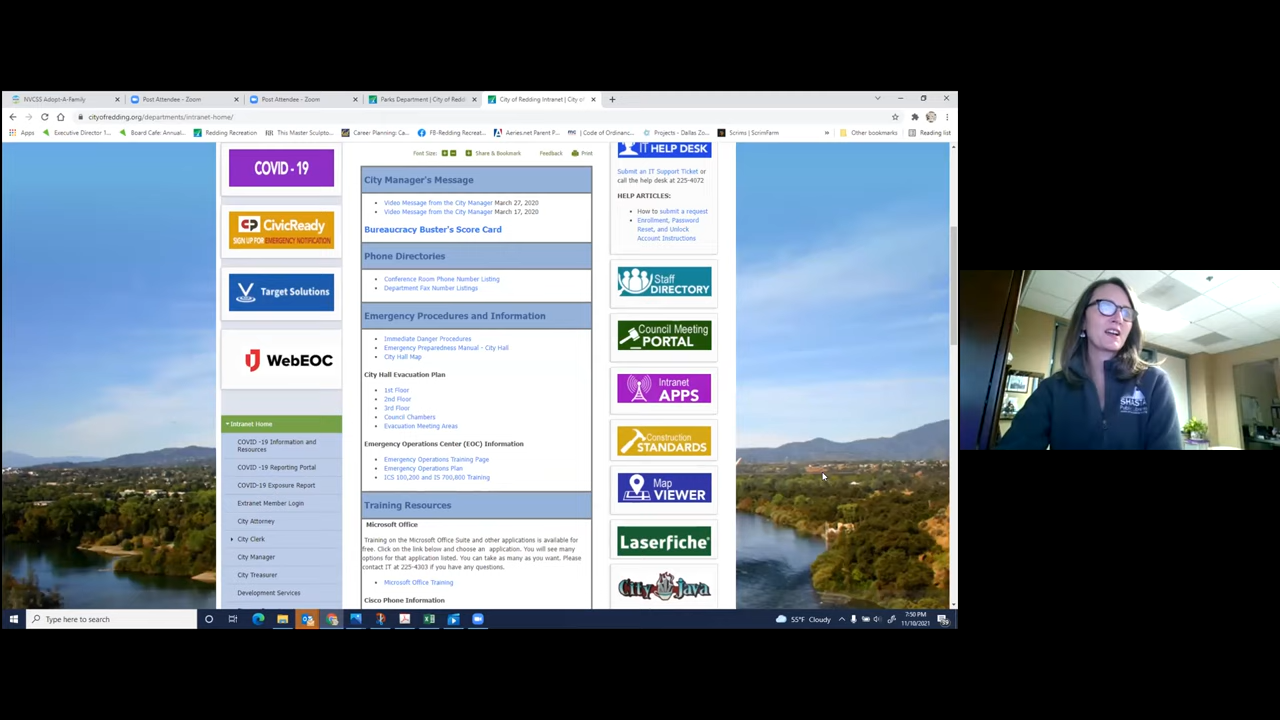 NVCSS Adopt-A-Family
Post Attendee - Zoom
Post Attendee - Zoom
Parks Department | City of Redd
City of Redding Intranet | City of
cityofredding.org/departments/intranet-home/
Apps
Executive Director 1...
Board Cafe: Annual...
Redding Recreation
This Master Sculpto...
Career Planning: Ca...
FB-Redding Recreat...
Aeries.net Parent P...
| Code of Ordinanc...
Projects - Dallas Zo...
Scrims | ScrimFarm
»
Other bookmarks
Reading list
Font Size:
Share & Bookmark
Feedback
Print
COVID - 19
CivicReady
SIGN UP FOR EMERGENCY NOTIFICATION
Target Solutions
WebEOC
Intranet Home
COVID -19 Information and
Resources
COVID -19 Reporting Portal
COVID-19 Exposure Report
Extranet Member Login
City Attorney
City Clerk
City Manager
City Treasurer
Development Services
City Manager's Message
Video Message from the City Manager March 27, 2020
Video Message from the City Manager March 17, 2020
Bureaucracy Buster's Score Card
Phone Directories
Conference Room Phone Number Listing
Department Fax Number Listings
Emergency Procedures and Information
Immediate Danger Procedures
Emergency Preparedness Manual - City Hall
City Hall Map
City Hall Evacuation Plan
1st Floor
2nd Floor
3rd Floor
Council Chambers
Evacuation Meeting Areas
Emergency Operations Center (EOC) Information
Emergency Operations Training Page
Emergency Operations Plan
ICS 100,200 and IS 700,800 Training
Training Resources
Microsoft Office
Training on the Microsoft Office Suite and other applications is available for
free. Click on the link below and choose an application. You will see many
options for that application listed. You can take as many as you want. Please
contact IT at 225-4303 if you have any questions.
Microsoft Office Training
Cisco Phone Information
IT HELP DESK
Submit an IT Support Ticket or
call the help desk at 225-4072
HELP ARTICLES:
How to submit a request
Enrollment, Password
Reset, and Unlock
Account Instructions
Staff
DIRECTORY
Council Meeting
PORTAL
Intranet
APPS
Construction
STANDARDS
Map
VIEWER
Laserfiche®
City Java
SHASTA
Type here to search
55°F Cloudy
7:50 PM
11/10/2021